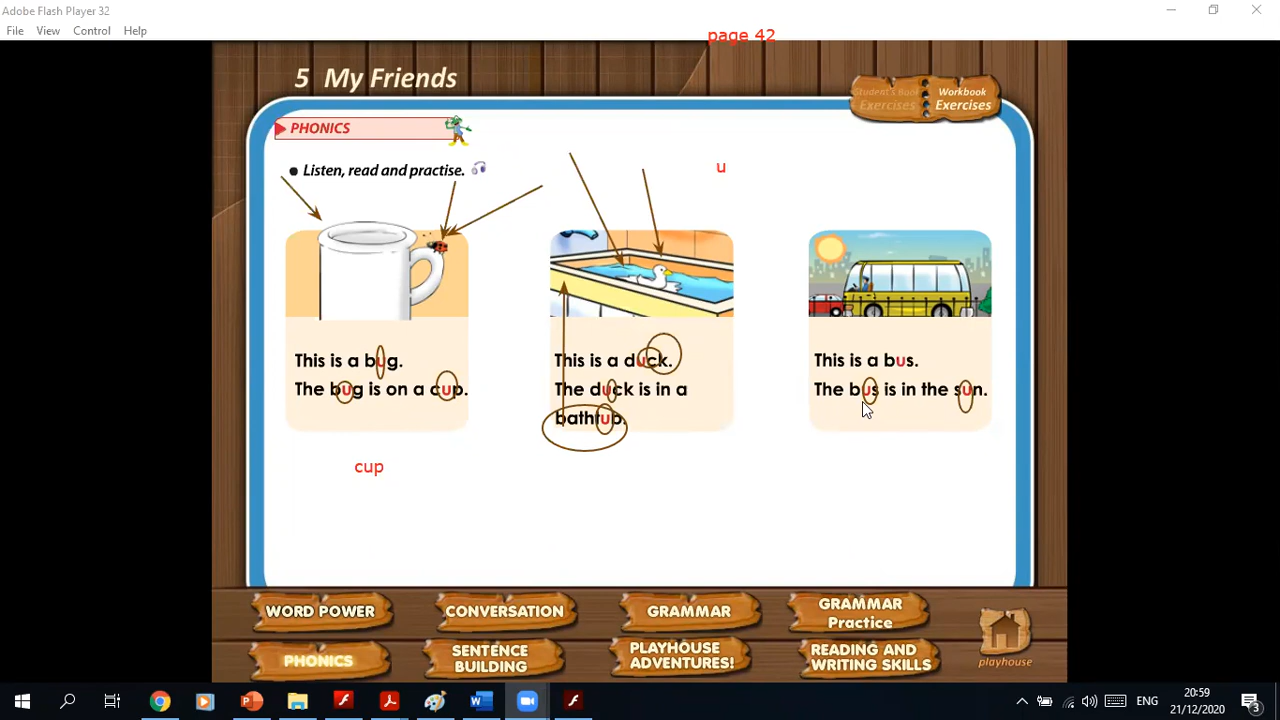 Adobe Flash Player 32
File View Control Help
page 42
5 My Friends
Student's Book
Exercises
Workbook
Exercises
PHONICS
Listen, read and practise.
u
This is a bug.
The bug is on a cup.
This is a duck.
The duck is in a
bathtub.
This is a bus.
The bus is in the sun.
cup
WORD POWER
CONVERSATION
GRAMMAR
GRAMMAR
Practice
PHONICS
SENTENCE
BUILDING
PLAYHOUSE
ADVENTURES!
READING AND
WRITING SKILLS
playhouse
ENG
20:59
21/12/2020
3